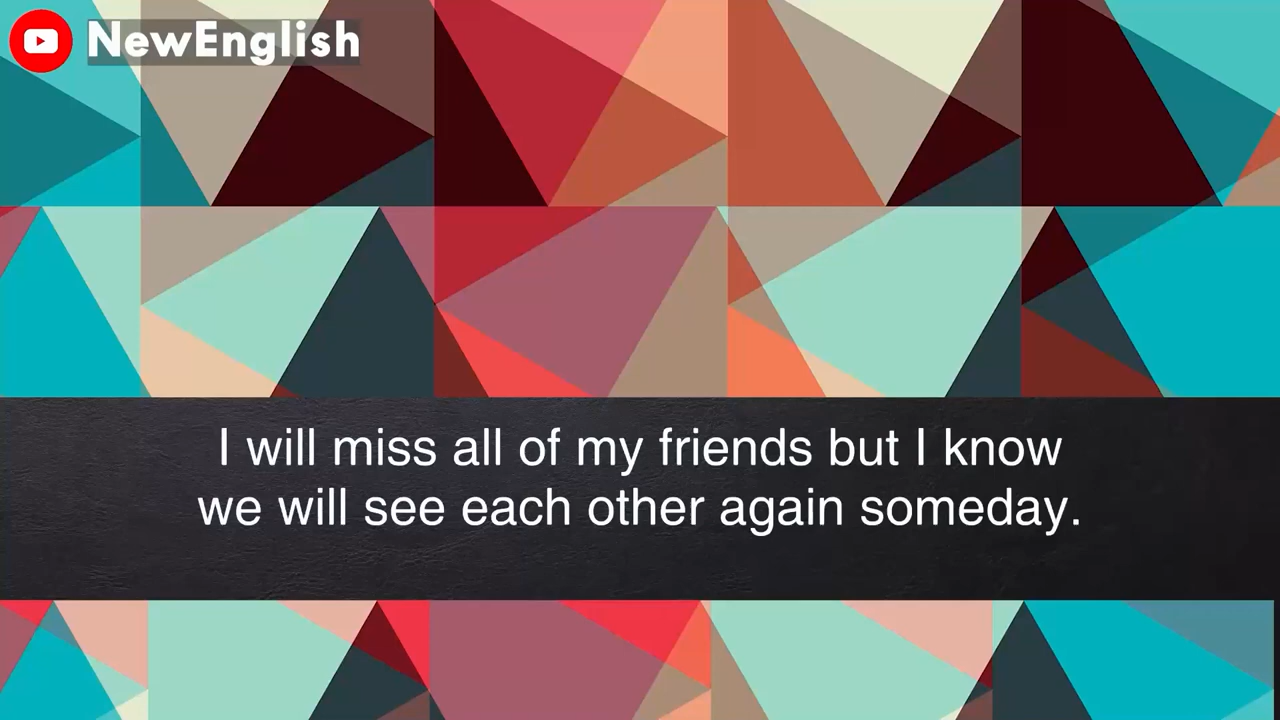 NewEnglish
I will miss all of my friends but I know
we will see each other again someday.